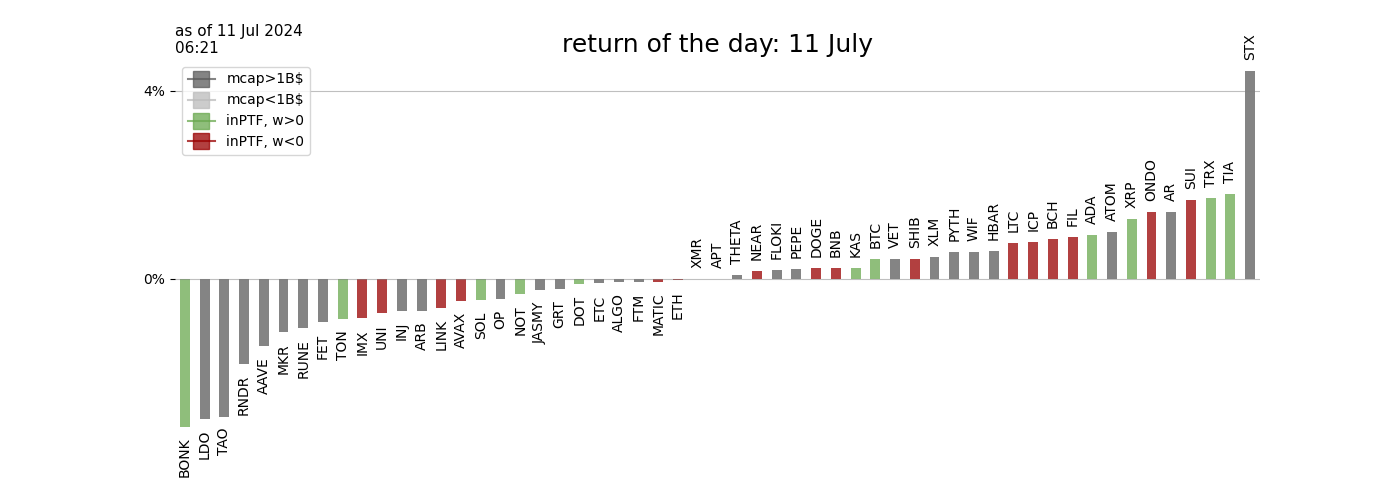 as of 11 Jul 2024
06:21
return of the day: 11 July
mcap>1B$
mcap<1B$
inPTF, w>0
inPTF, w<0
4%
0%
BONK
LDO
TAO
RNDR
AAVE
MKR
RUNE
FET
TON
IMX
UNI
INJ
ARB
LINK
AVAX
SOL
OP
NOT
JASMY
GRT
DOT
ETC
ALGO
FTM
MATIC
ETH
XMR
APT
THETA
NEAR
FLOKI
PEPE
DOGE
BNB
KAS
BTC
VET
SHIB
XLM
PYTH
WIF
HBAR
LTC
ICP
BCH
FIL
ADA
ATOM
XRP
ONDO
AR
SUI
TRX
TIA
STX